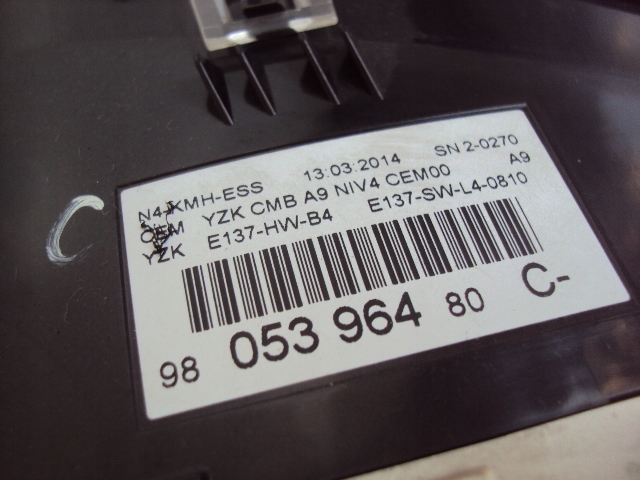 N4-KMH-ESS 13:03:2014 SN 2-0270
OEM YZK CMB A9 NIV4 CEM00 A9
YZK E137-HW-B4 E137-SW-L4-0810
98 053 964 80 C-
C